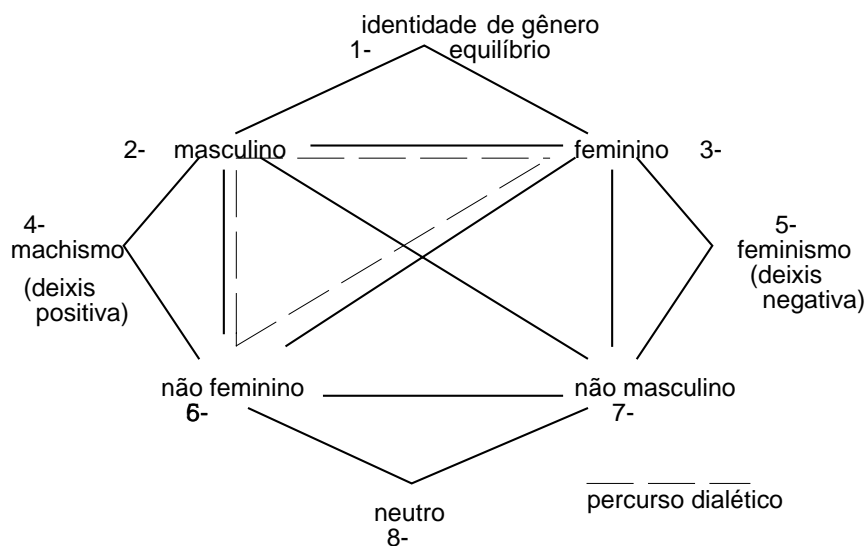 identidade de gênero
1- equilíbrio
2- masculino feminino 3-
4- 5-
machismo feminismo
(deixis (deixis
positiva) negativa)
não feminino não masculino
6- 7-
percurso dialético
neutro
8-